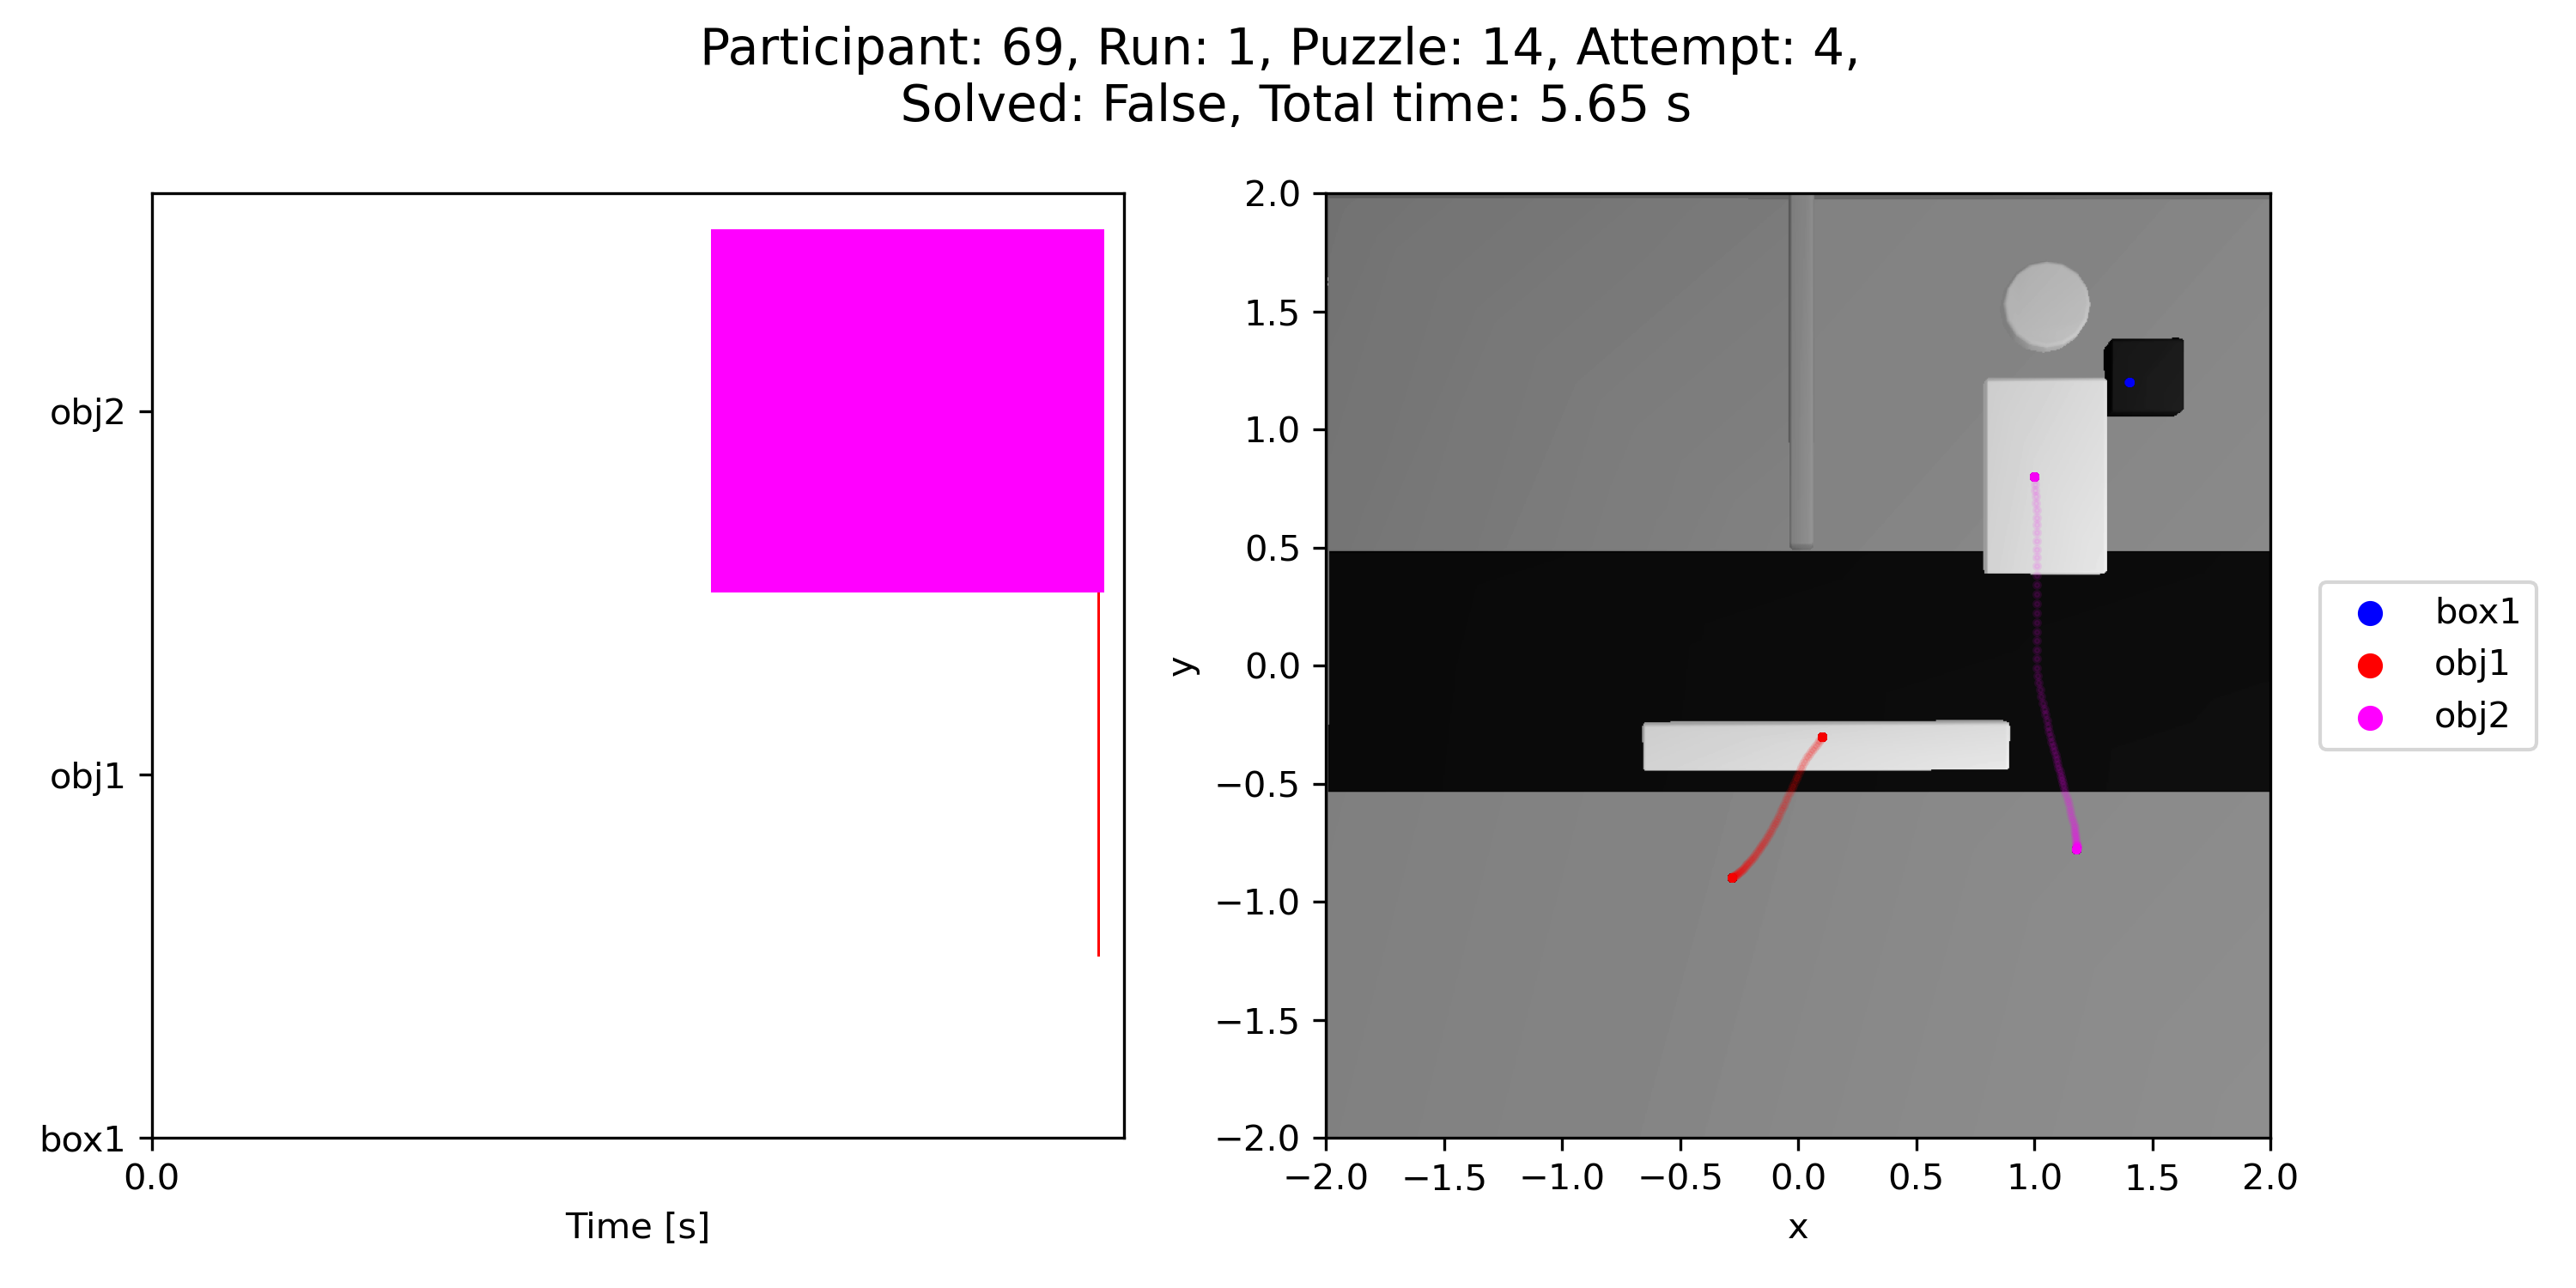 Participant: 69, Run: 1, Puzzle: 14, Attempt: 4,
Solved: False, Total time: 5.65 s
obj2
obj1
box1
0.0
Time [s]
2.0
1.5
1.0
0.5
0.0
−0.5
−1.0
−1.5
−2.0
y
−2.0 −1.5 −1.0 −0.5 0.0 0.5 1.0 1.5 2.0
x
box1
obj1
obj2